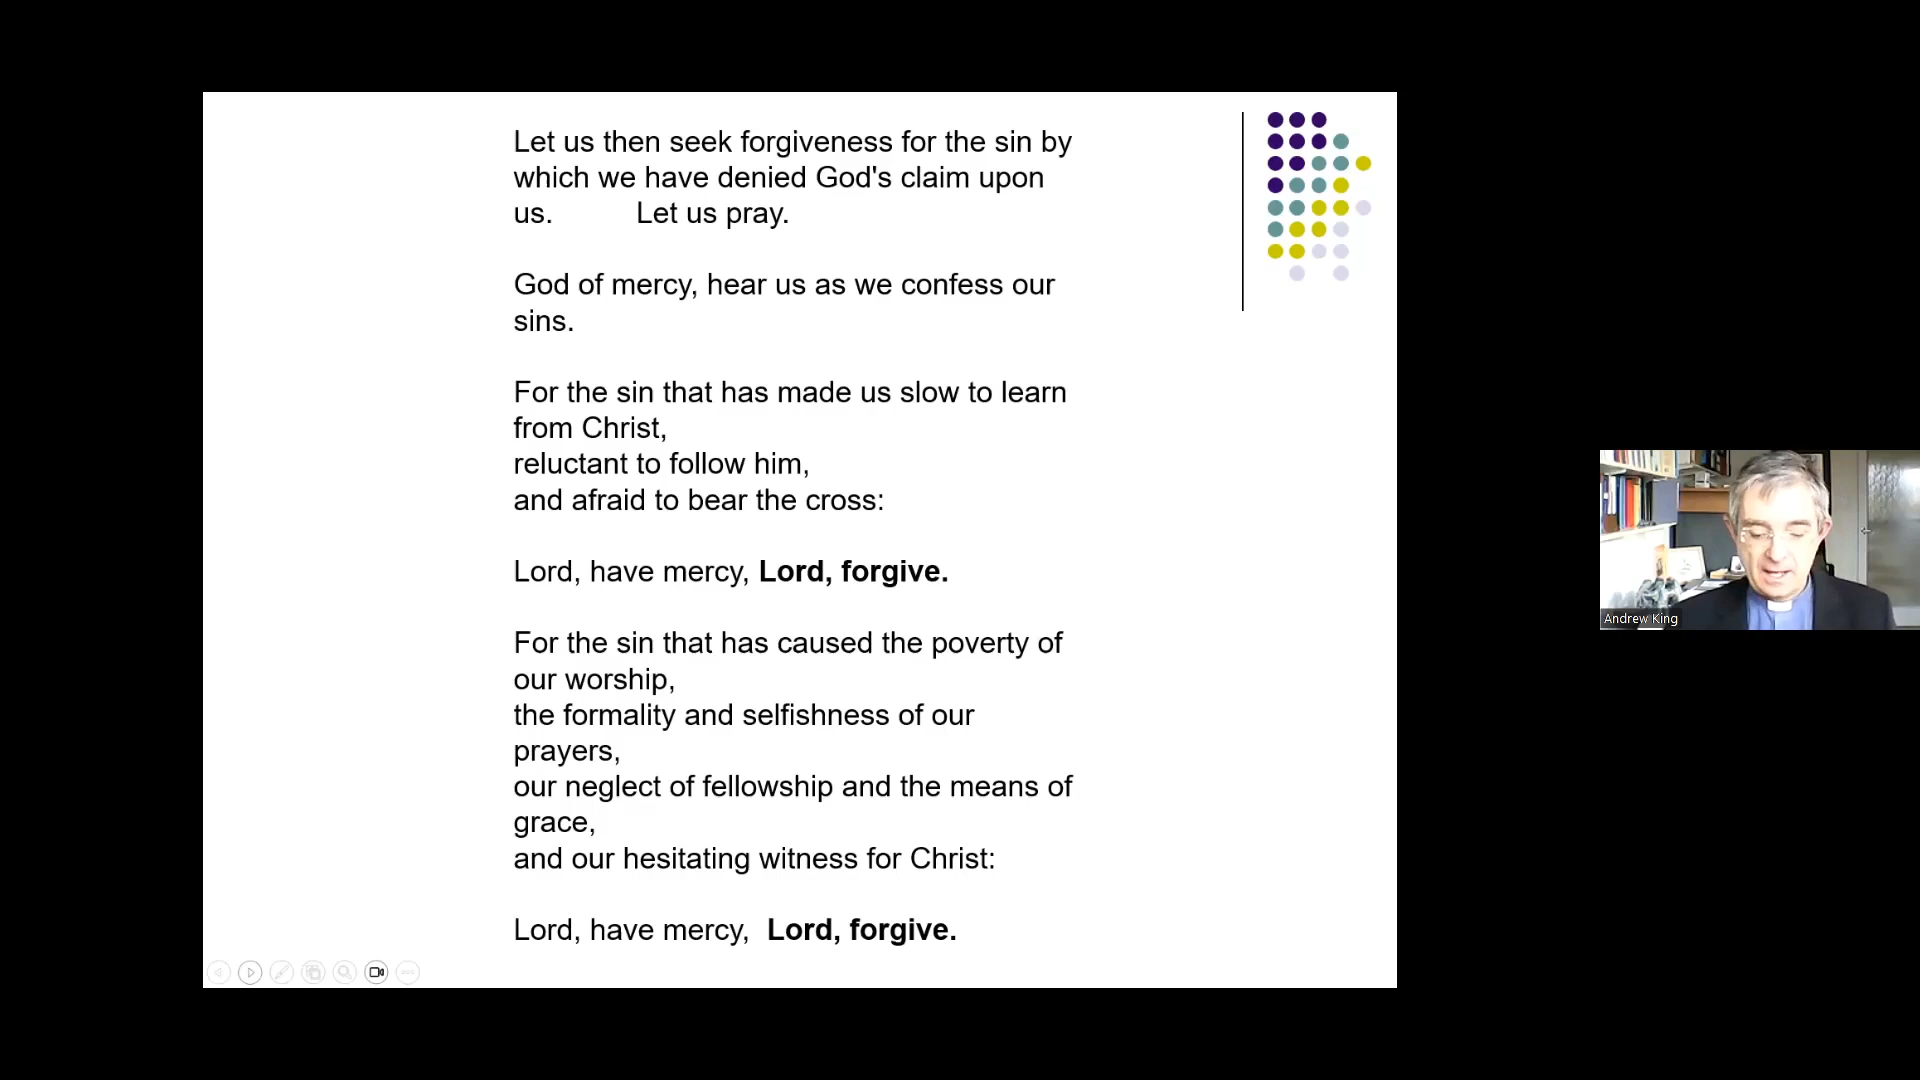 Let us then seek forgiveness for the sin by
which we have denied God's claim upon
us. Let us pray.
God of mercy, hear us as we confess our
sins.
For the sin that has made us slow to learn
from Christ,
reluctant to follow him,
and afraid to bear the cross:
Lord, have mercy, Lord, forgive.
For the sin that has caused the poverty of
our worship,
the formality and selfishness of our
prayers,
our neglect of fellowship and the means of
grace,
and our hesitating witness for Christ:
Lord, have mercy,  Lord, forgive.
Andrew King